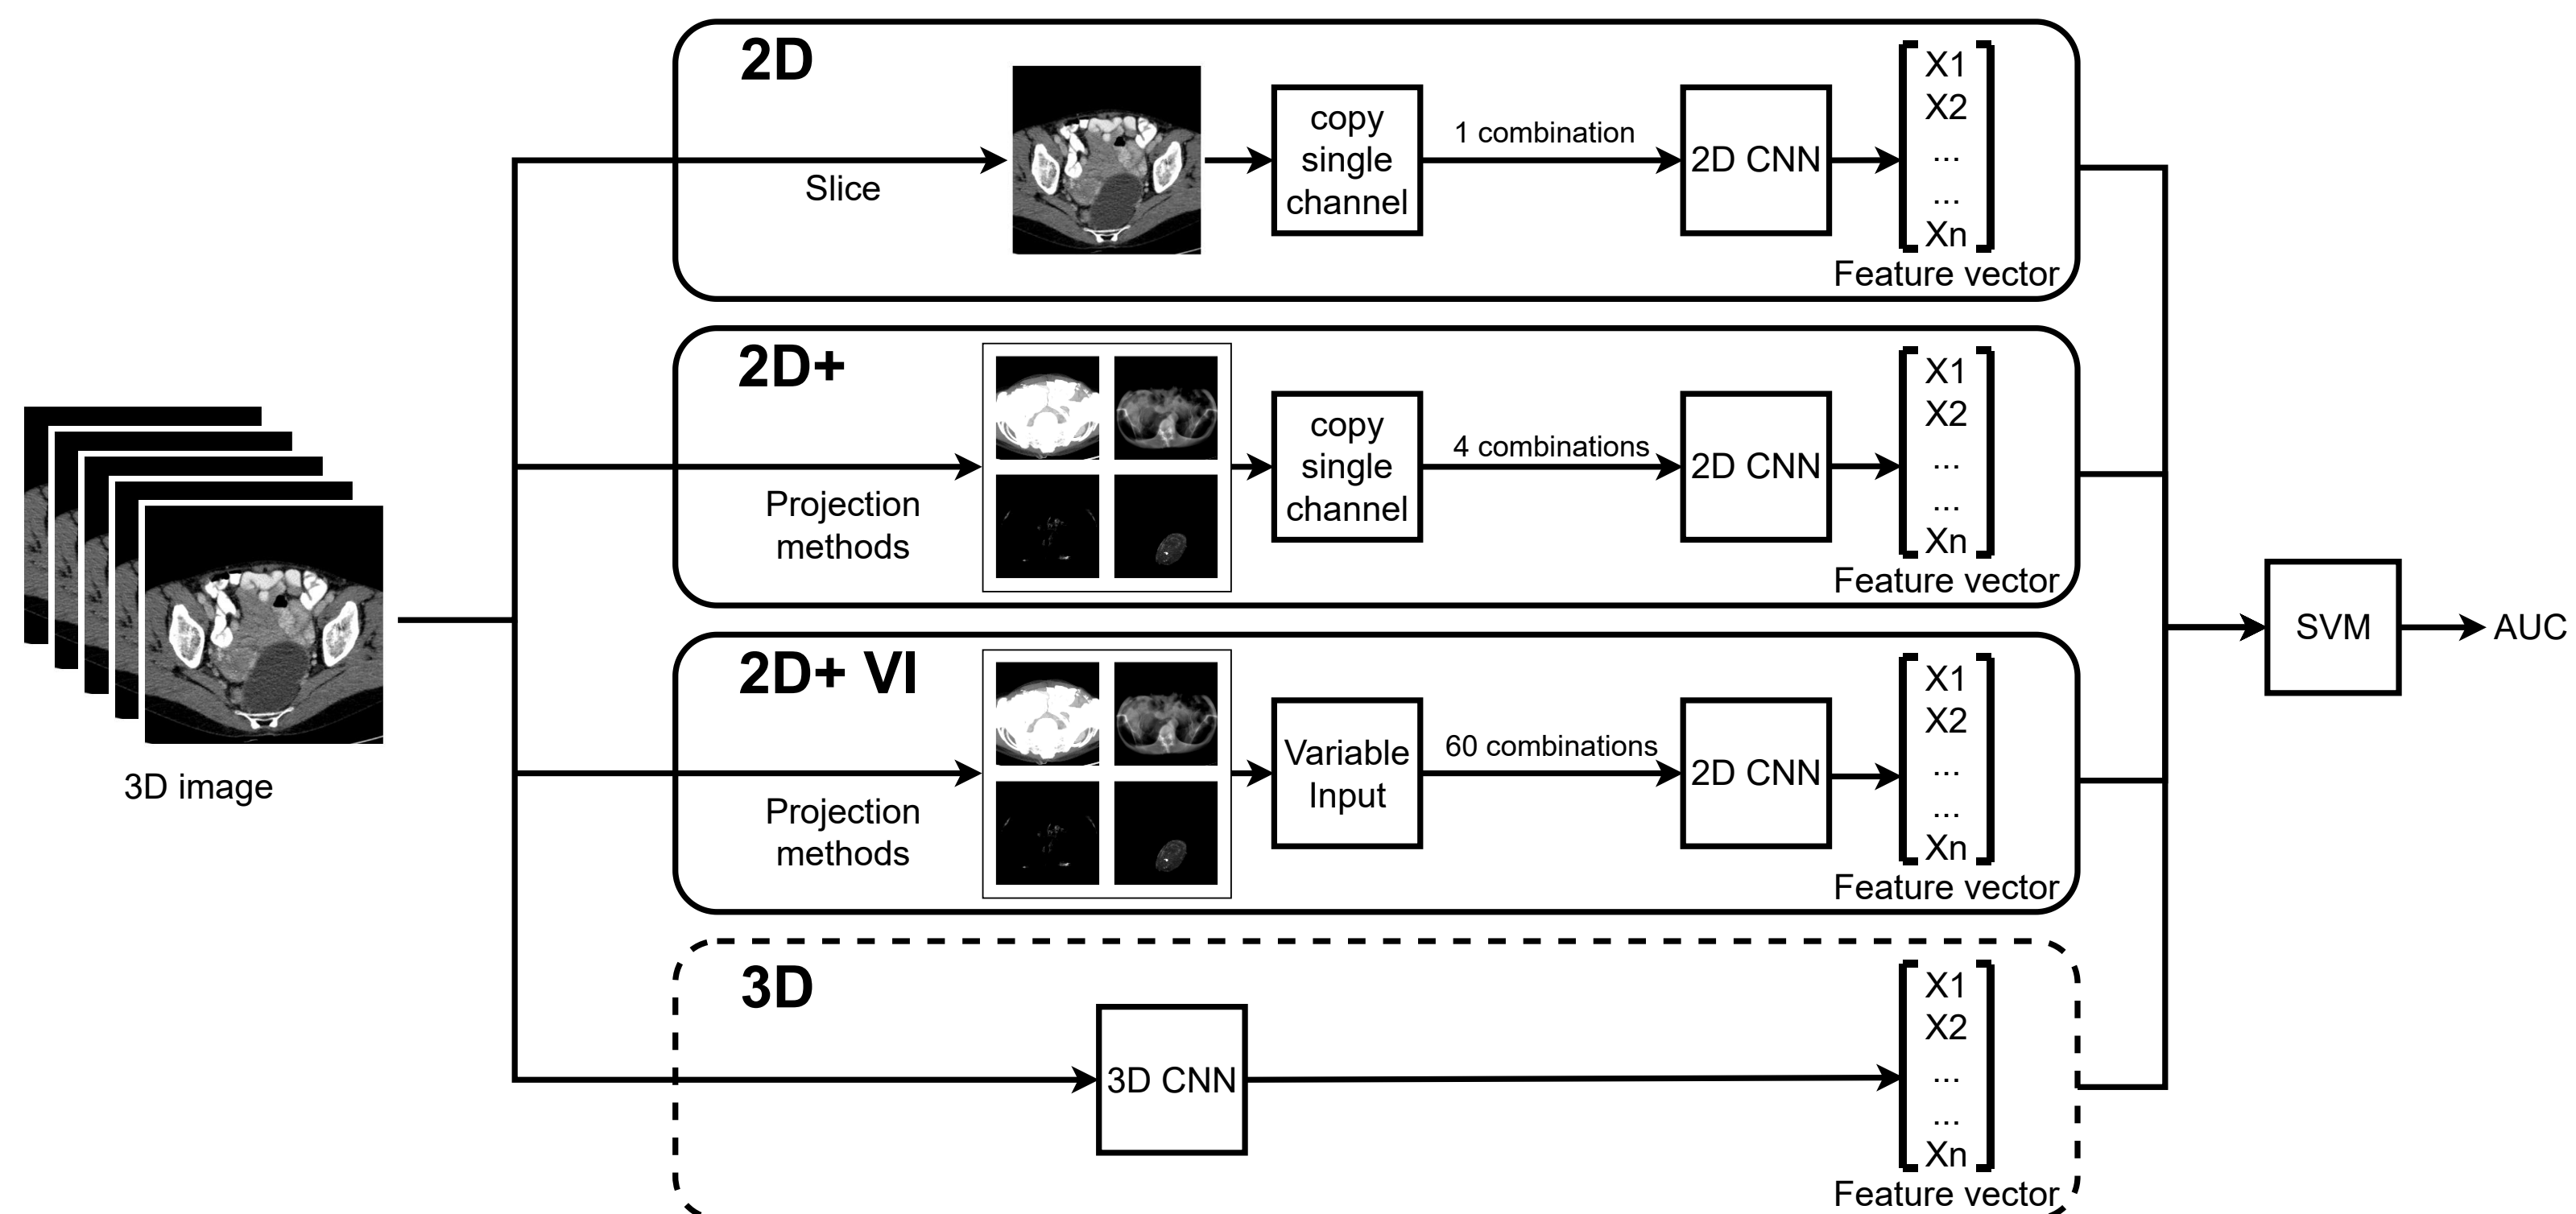 2D
Slice
copy
single
channel
1 combination
2D CNN
X1
X2
...
...
Xn
Feature vector
2D+
Projection
methods
copy
single
channel
4 combinations
2D CNN
X1
X2
...
...
Xn
Feature vector
3D image
2D+ VI
Projection
methods
Variable
Input
60 combinations
2D CNN
X1
X2
...
...
Xn
Feature vector
3D
3D CNN
X1
X2
...
...
Xn
Feature vector
SVM
AUC